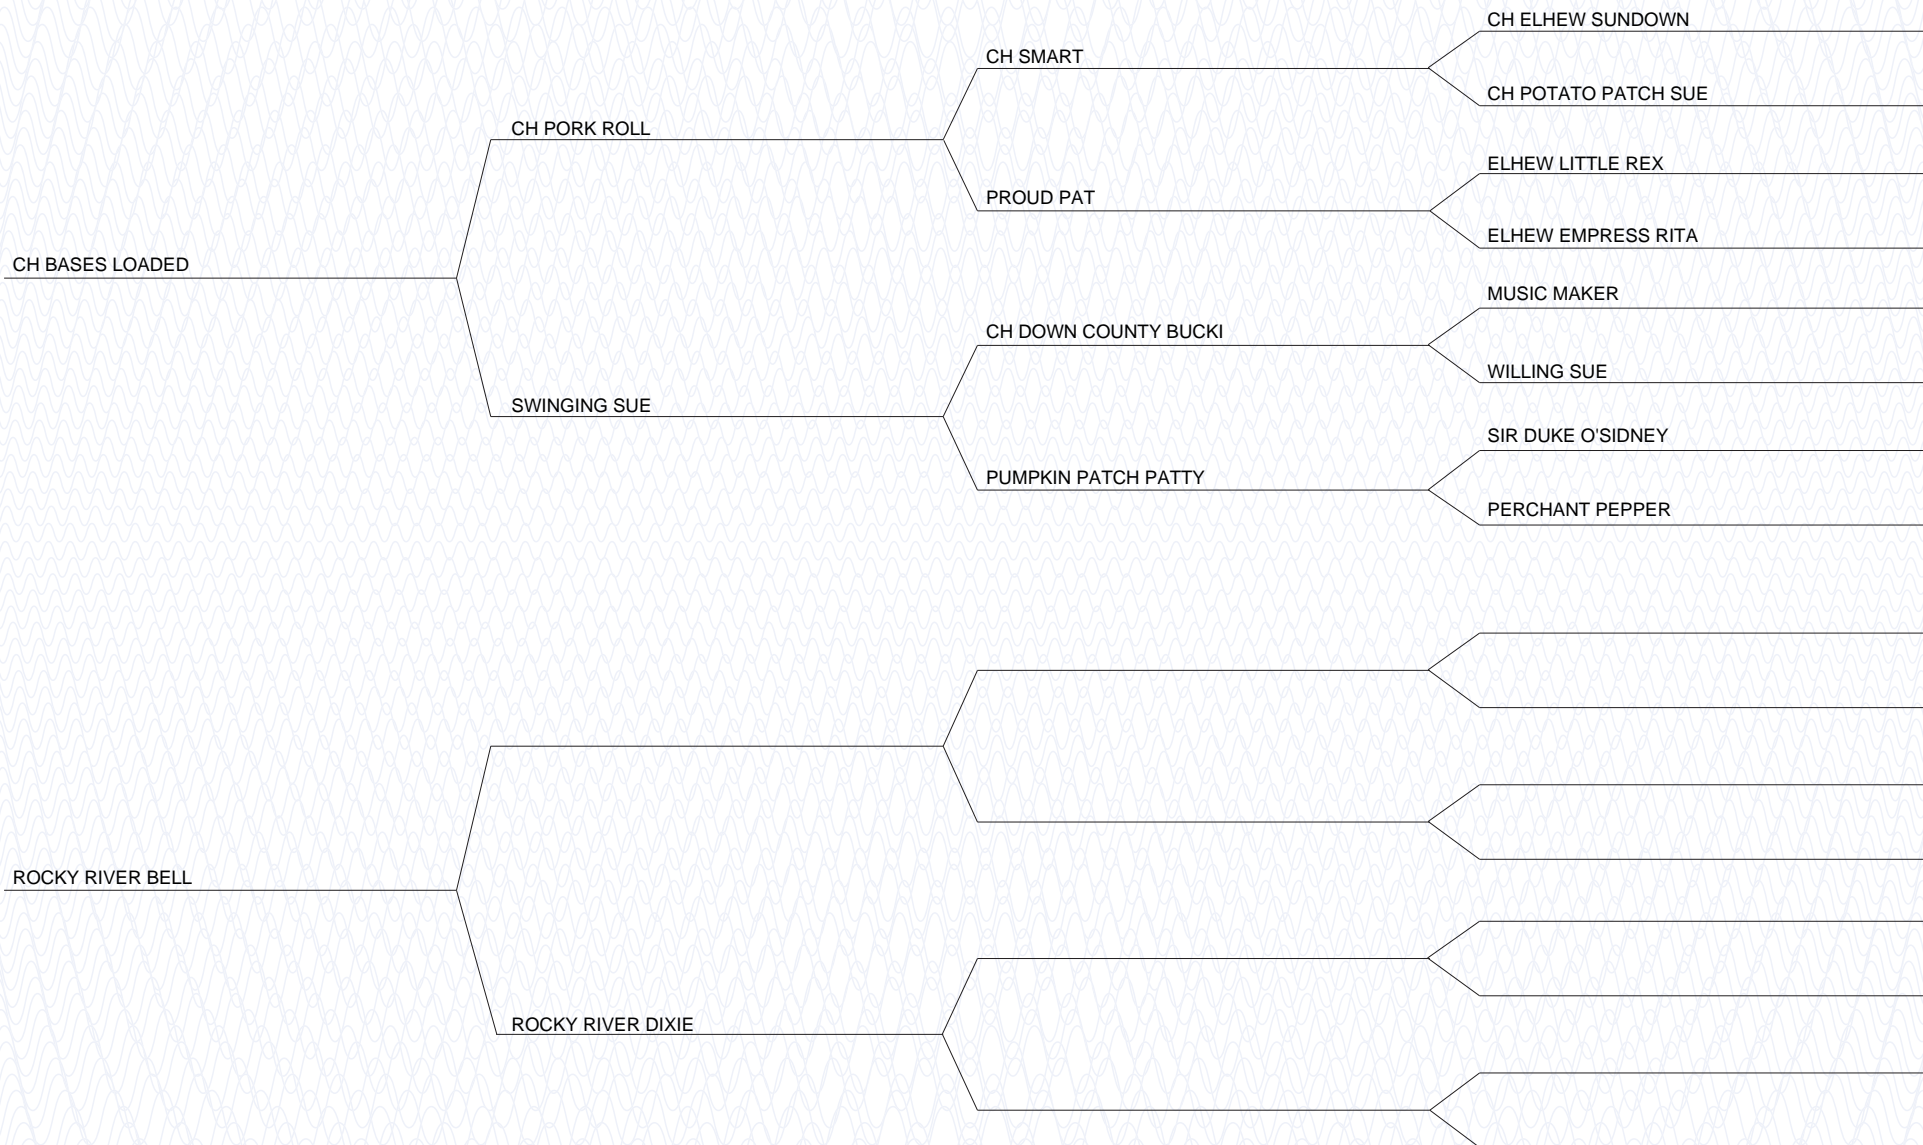 CH ELHEW SUNDOWN
CH SMART
CH POTATO PATCH SUE
CH PORK ROLL
ELHEW LITTLE REX
PROUD PAT
ELHEW EMPRESS RITA
CH BASES LOADED
MUSIC MAKER
CH DOWN COUNTY BUCKI
WILLING SUE
SWINGING SUE
SIR DUKE O'SIDNEY
PUMPKIN PATCH PATTY
PERCHANT PEPPER
ROCKY RIVER BELL
ROCKY RIVER DIXIE